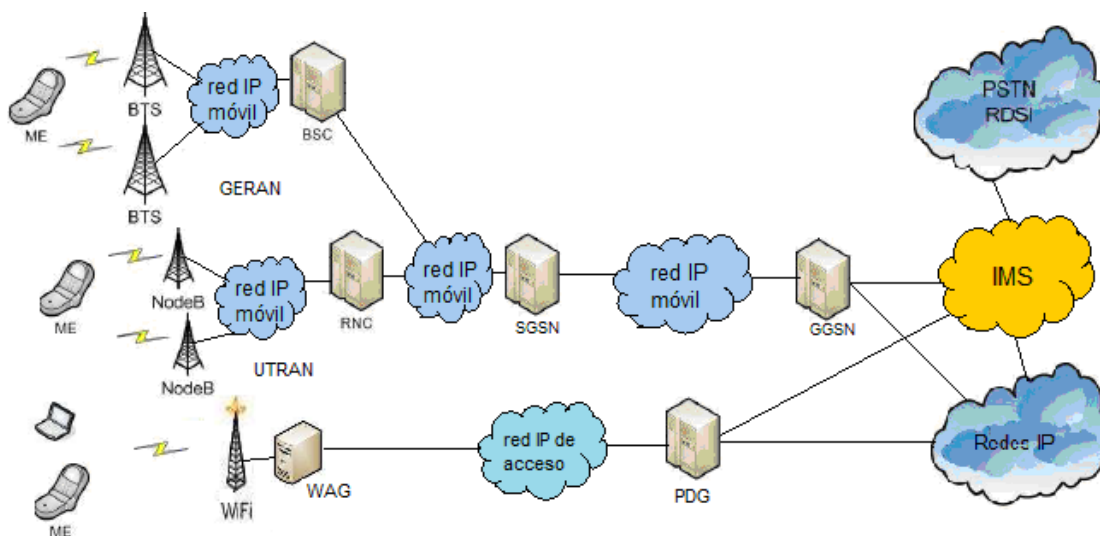 BTS
ME
red IP
móvil
BSC
BTS
GERAN
PSTN
RDSI
NodeB
ME
red IP
móvil
RNC
red IP
móvil
SGSN
red IP
móvil
GGSN
IMS
NodeB
UTRAN
WiFi
ME
WAG
red IP de
acceso
PDG
Redes IP